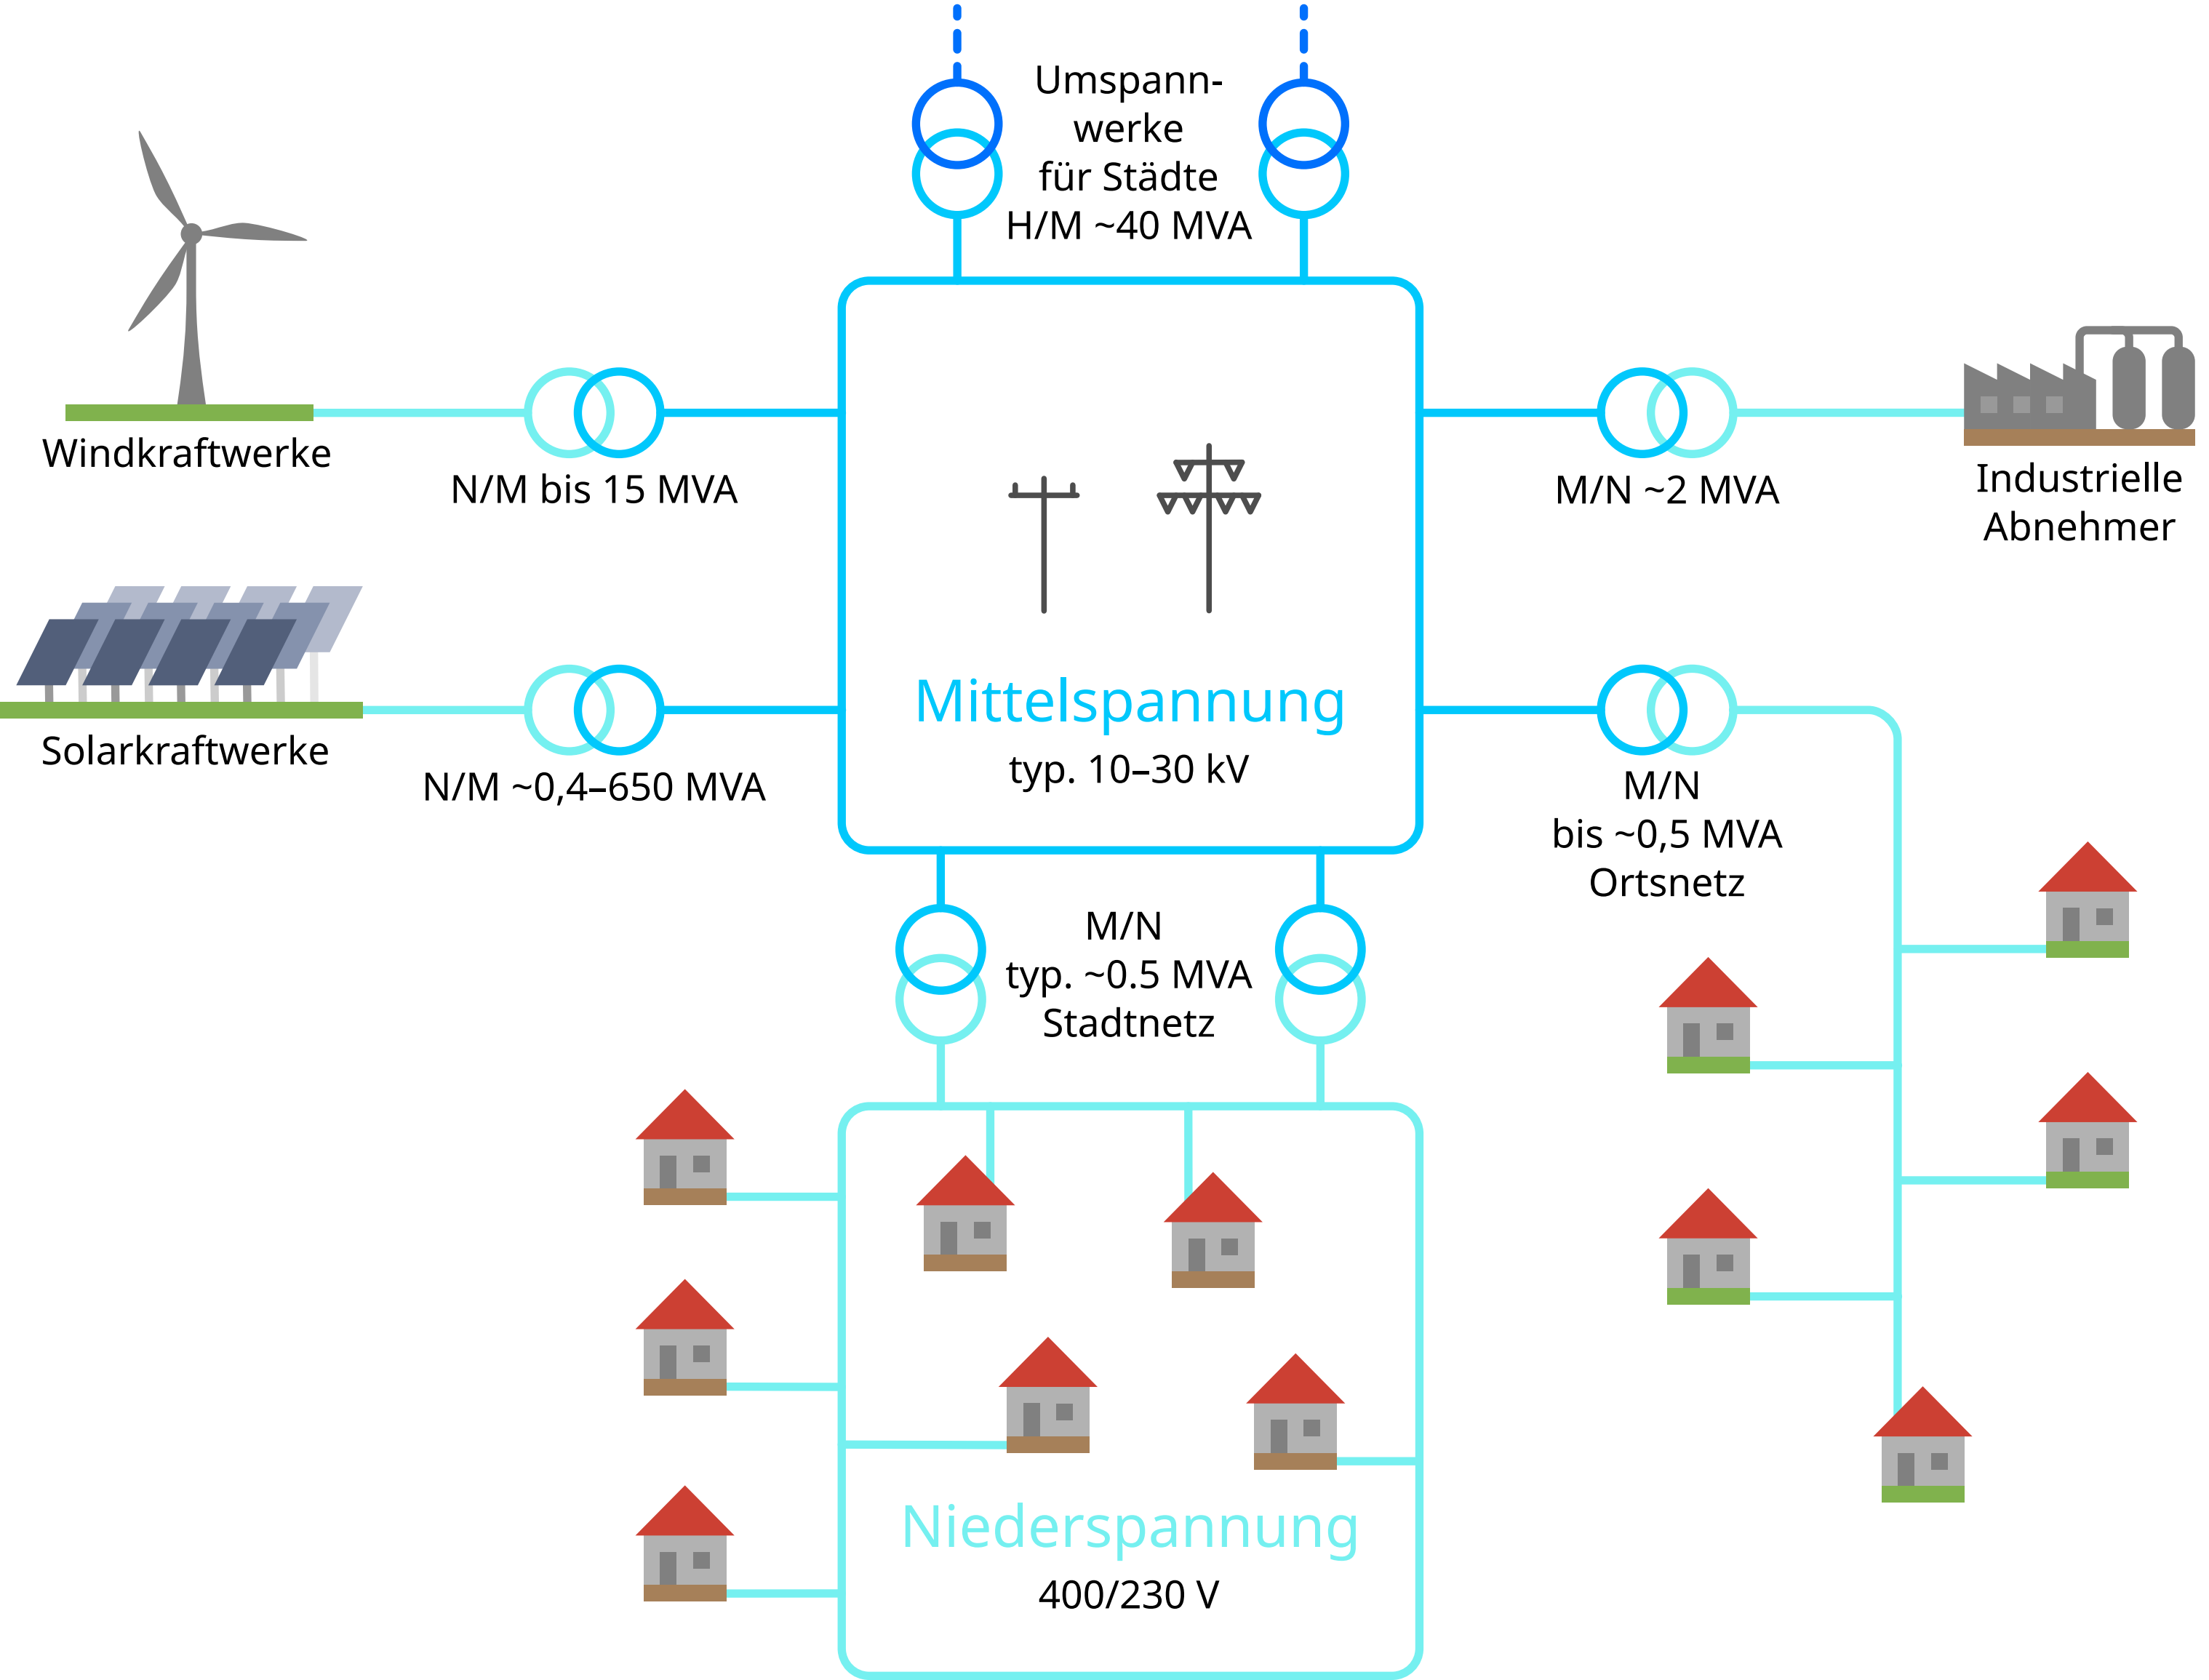 Umspann-
werke
für Städte
H/M ~40 MVA
Windkraftwerke
N/M bis 15 MVA
M/N ~2 MVA
Industrielle
Abnehmer
Solarkraftwerke
N/M ~0,4–650 MVA
Mittelspannung
typ. 10–30 kV
M/N
bis ~0,5 MVA
Ortsnetz
M/N
typ. ~0.5 MVA
Stadtnetz
Niederspannung
400/230 V